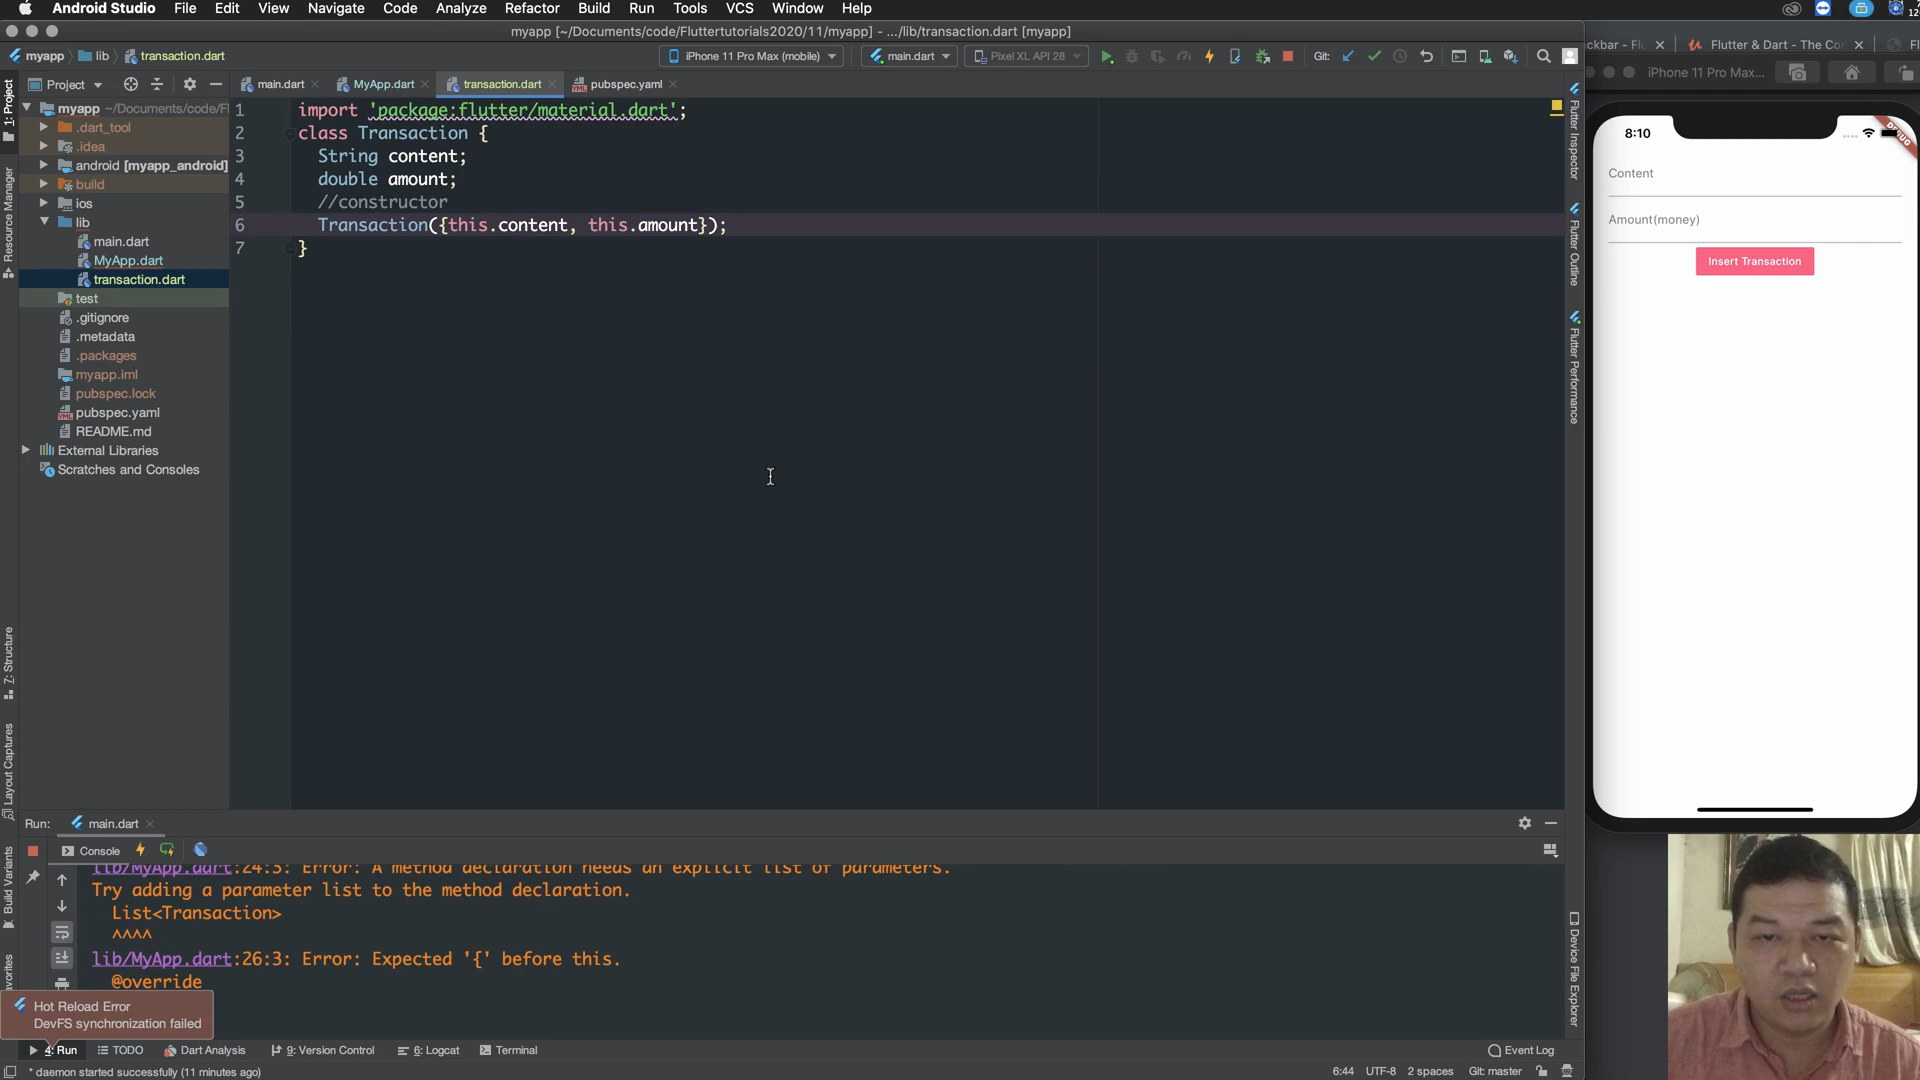 Android Studio File Edit View Navigate Code Analyze Refactor Build Run Tools VCS Window Help
myapp [~/Documents/code/Fluttertutorials2020/11/myapp] - .../lib/transaction.dart [myapp]
myapp lib transaction.dart
iPhone 11 Pro Max (mobile) main.dart Pixel XL API 28 Git:
ckbar - Flu Flutter & Dart - The Con
iPhone 11 Pro Max...
Project
main.dart MyApp.dart transaction.dart pubspec.yaml
1: Project
Resource Manager
7: Structure
Layout Captures
Build Variants
myapp ~/Documents/code/Fl
.dart_tool
.idea
android [myapp_android]
build
ios
lib
main.dart
MyApp.dart
transaction.dart
test
.gitignore
.metadata
.packages
myapp.iml
pubspec.lock
pubspec.yaml
README.md
External Libraries
Scratches and Consoles
1 import 'package:flutter/material.dart';
2 class Transaction {
3 String content;
4 double amount;
5 //constructor
6 Transaction({this.content, this.amount});
7 }
Flutter Inspector
Flutter Outline
Flutter Performance
Device File Explorer
8:10
DEBUG
Content
Amount(money)
Insert Transaction
Run: main.dart
Console
lib/MyApp.dart:24:3: Error: A method declaration needs an explicit list of parameters.
Try adding a parameter list to the method declaration.
List<Transaction>
^^^^
lib/MyApp.dart:26:3: Error: Expected '{' before this.
@override
Hot Reload Error
DevFS synchronization failed
4: Run TODO Dart Analysis 9: Version Control 6: Logcat Terminal Event Log
* daemon started successfully (11 minutes ago) 6:44 UTF-8 2 spaces Git: master